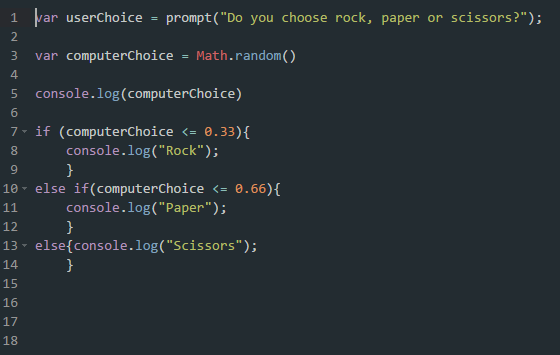 1 var userChoice = prompt("Do you choose rock, paper or scissors?");
2
3 var computerChoice = Math.random()
4
5 console.log(computerChoice)
6
7 if (computerChoice <= 0.33){
8     console.log("Rock");
9     }
10 else if(computerChoice <= 0.66){
11     console.log("Paper");
12     }
13 else{console.log("Scissors");
14     }
15
16
17
18